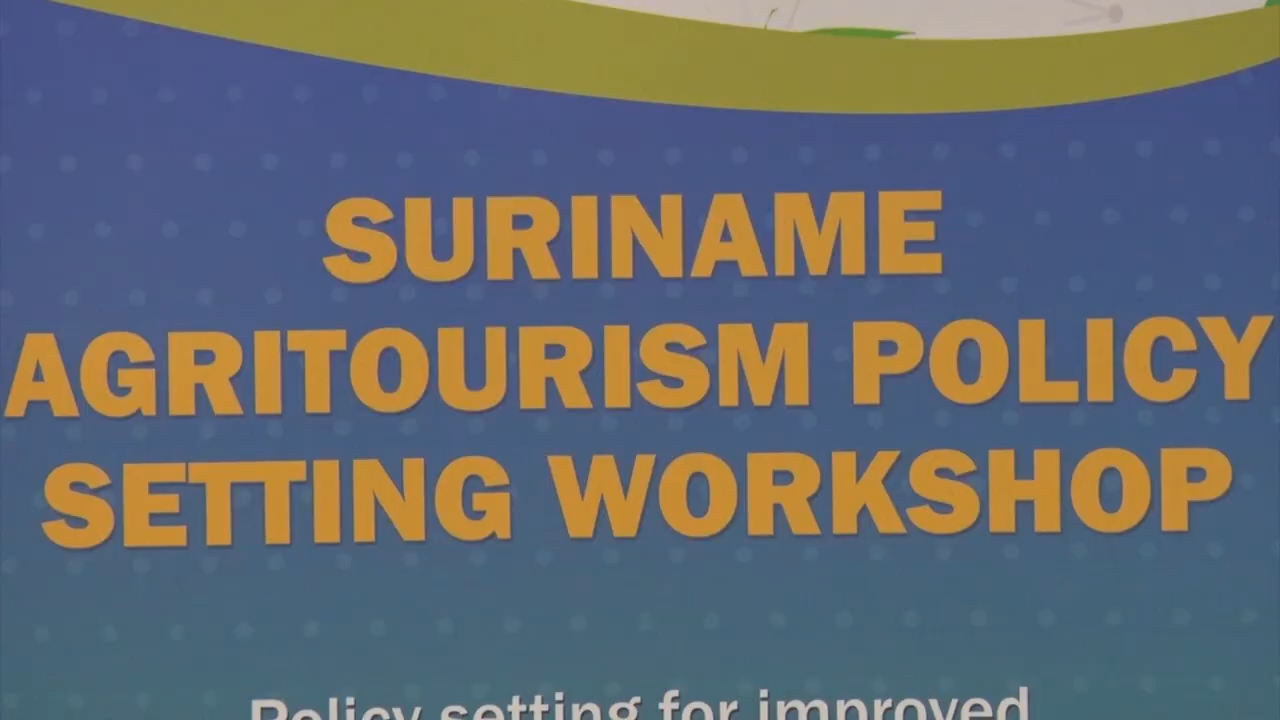 SURINAME
AGRITOURISM POLICY
SETTING WORKSHOP
Policy setting for improved